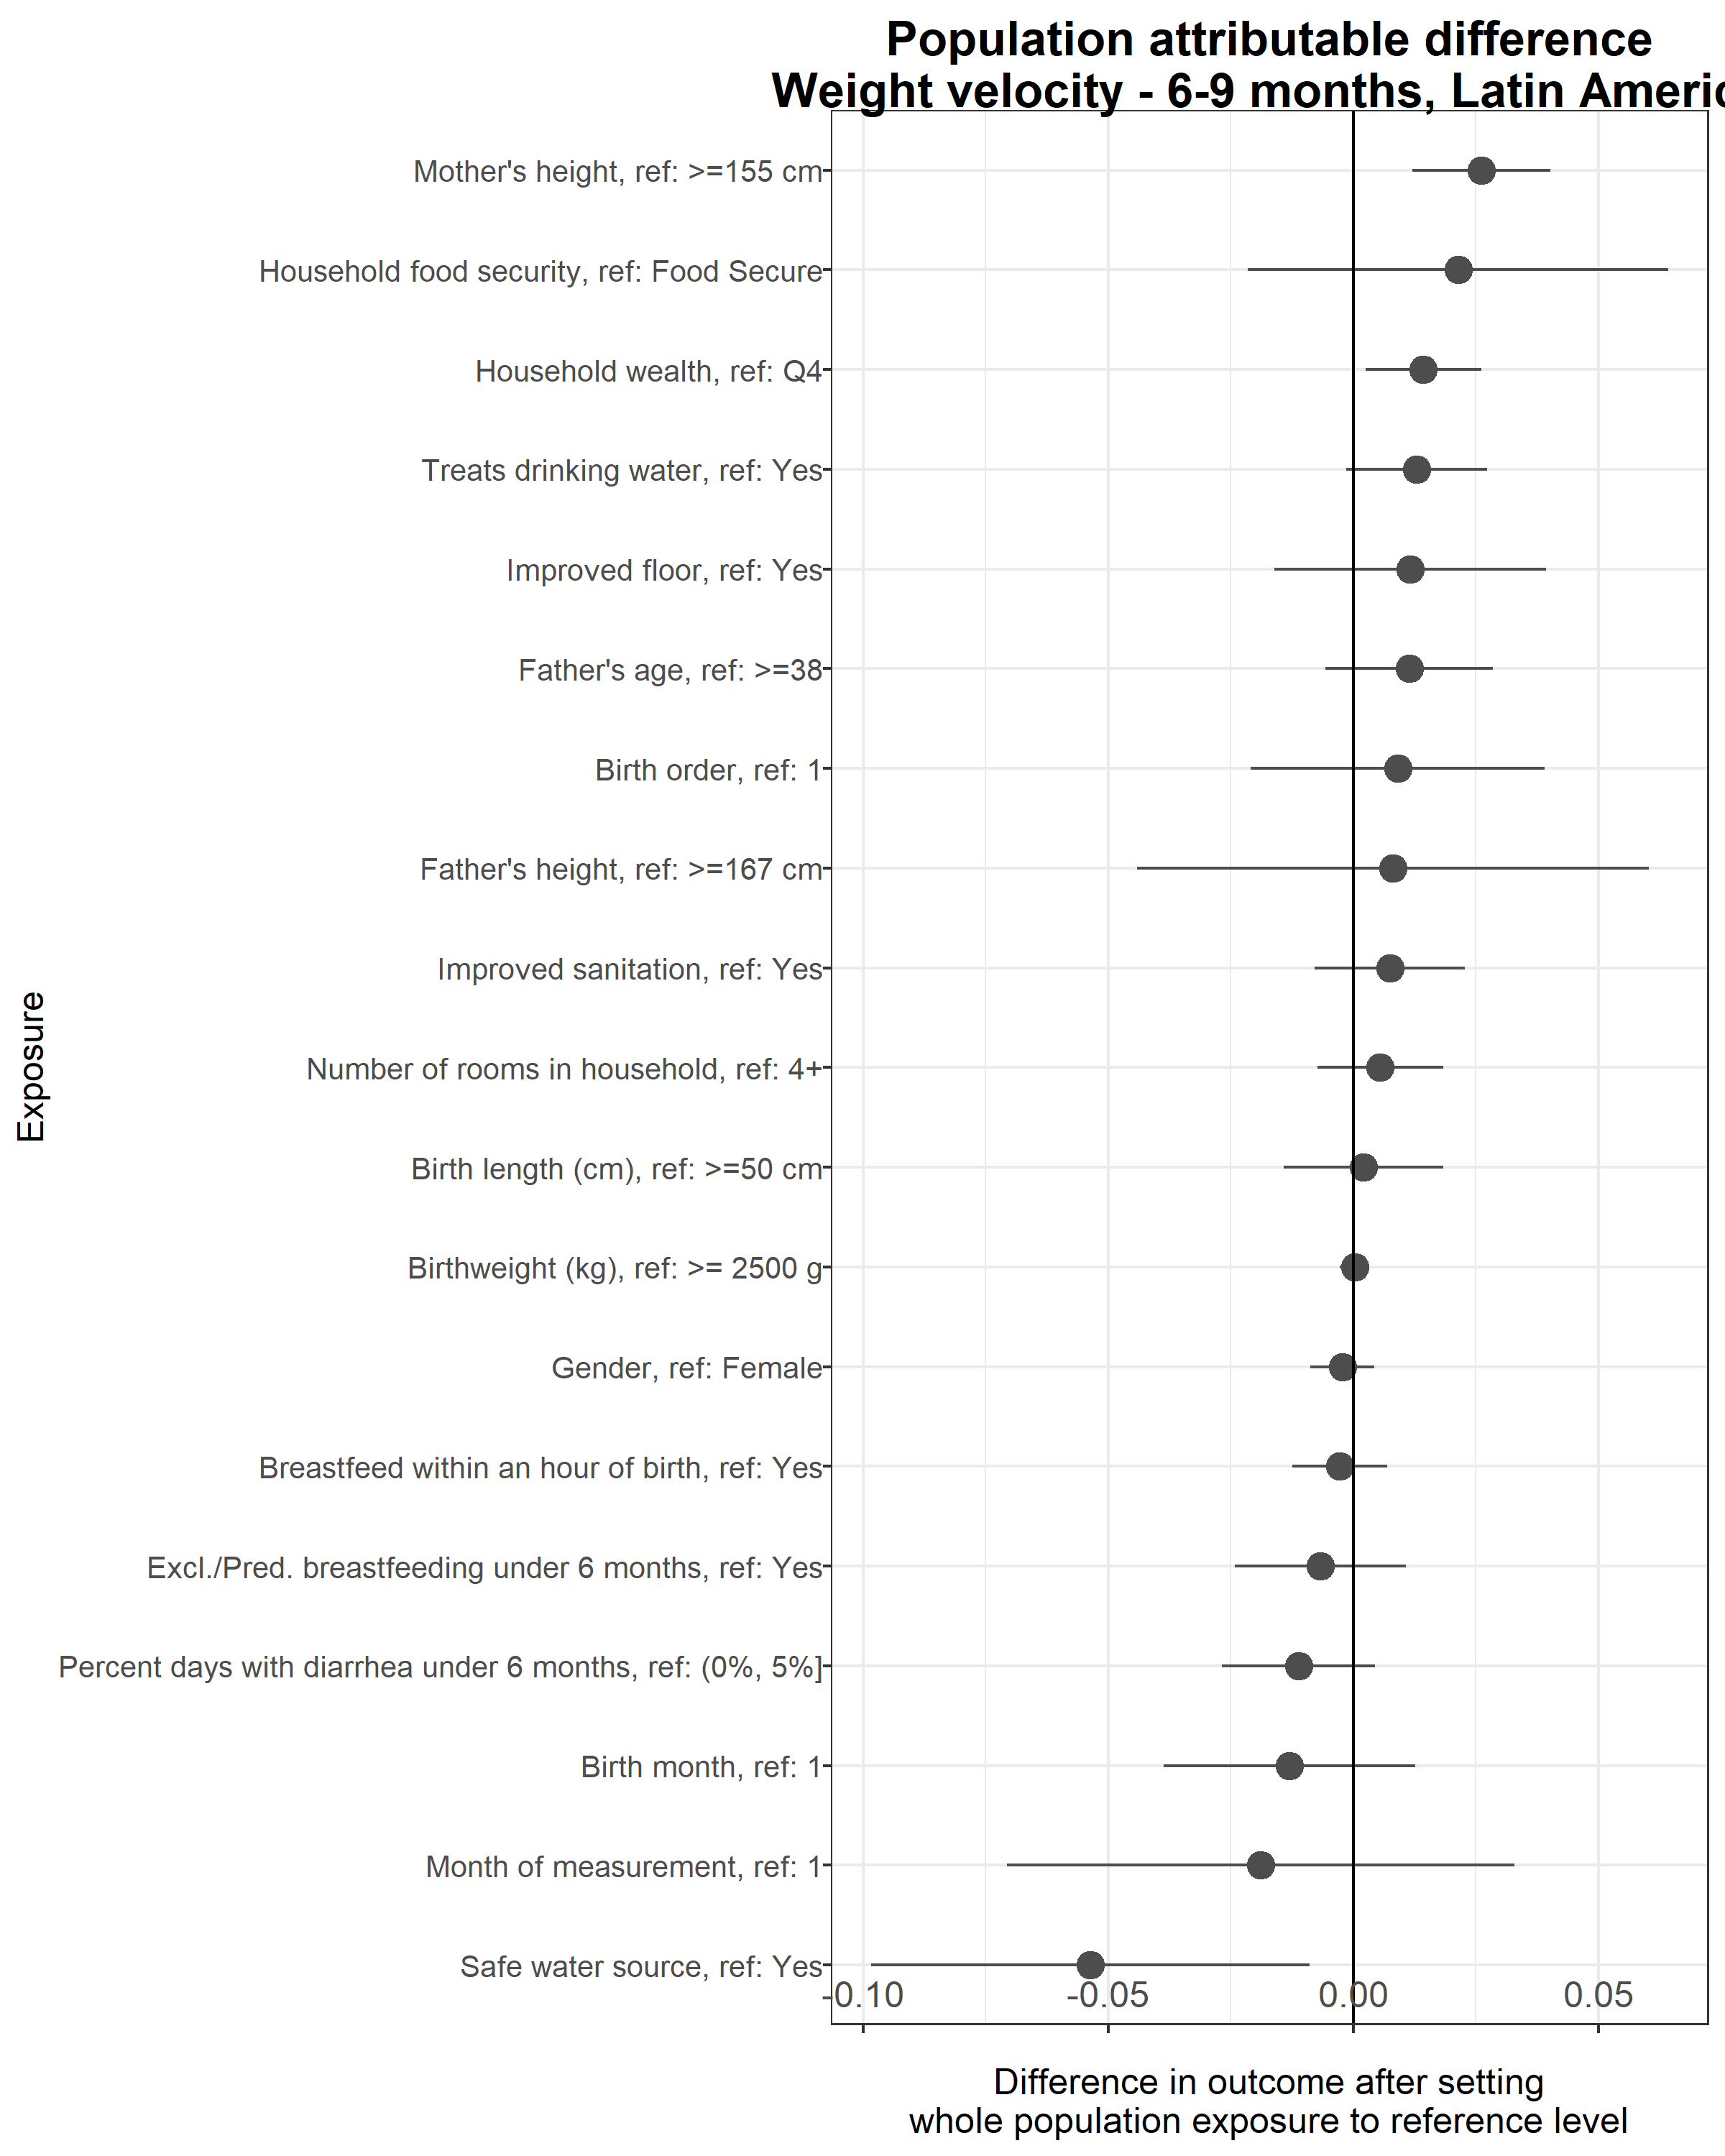 Population attributable difference
Weight velocity - 6-9 months, Latin Americ
Mother's height, ref: >=155 cm
Household food security, ref: Food Secure
Household wealth, ref: Q4
Treats drinking water, ref: Yes
Improved floor, ref: Yes
Father's age, ref: >=38
Birth order, ref: 1
Father's height, ref: >=167 cm
Improved sanitation, ref: Yes
Number of rooms in household, ref: 4+
Birth length (cm), ref: >=50 cm
Birthweight (kg), ref: >= 2500 g
Gender, ref: Female
Breastfeed within an hour of birth, ref: Yes
Excl./Pred. breastfeeding under 6 months, ref: Yes
Percent days with diarrhea under 6 months, ref: (0%, 5%]
Birth month, ref: 1
Month of measurement, ref: 1
Safe water source, ref: Yes
Exposure
-0.10 -0.05 0.00 0.05
Difference in outcome after setting
whole population exposure to reference level